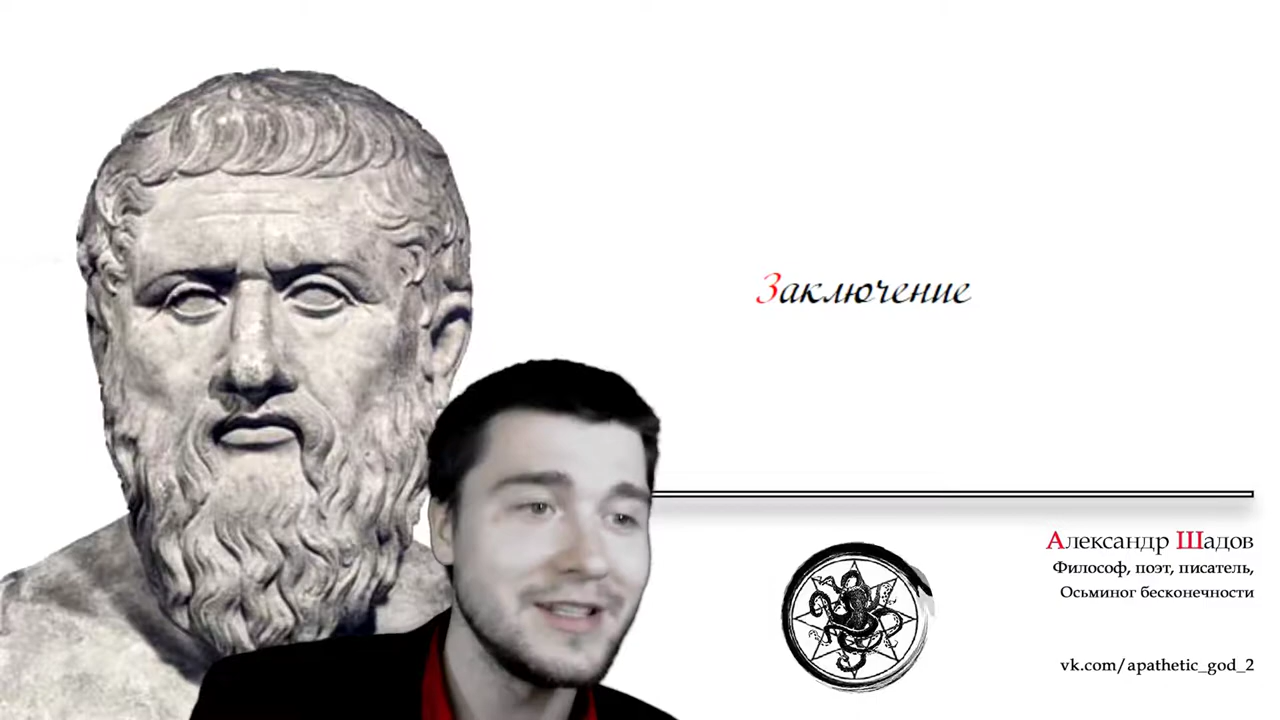 Заключение
Александр Шадов
Философ, поэт, писатель,
Осьминог бесконечности
vk.com/apathetic_god_2